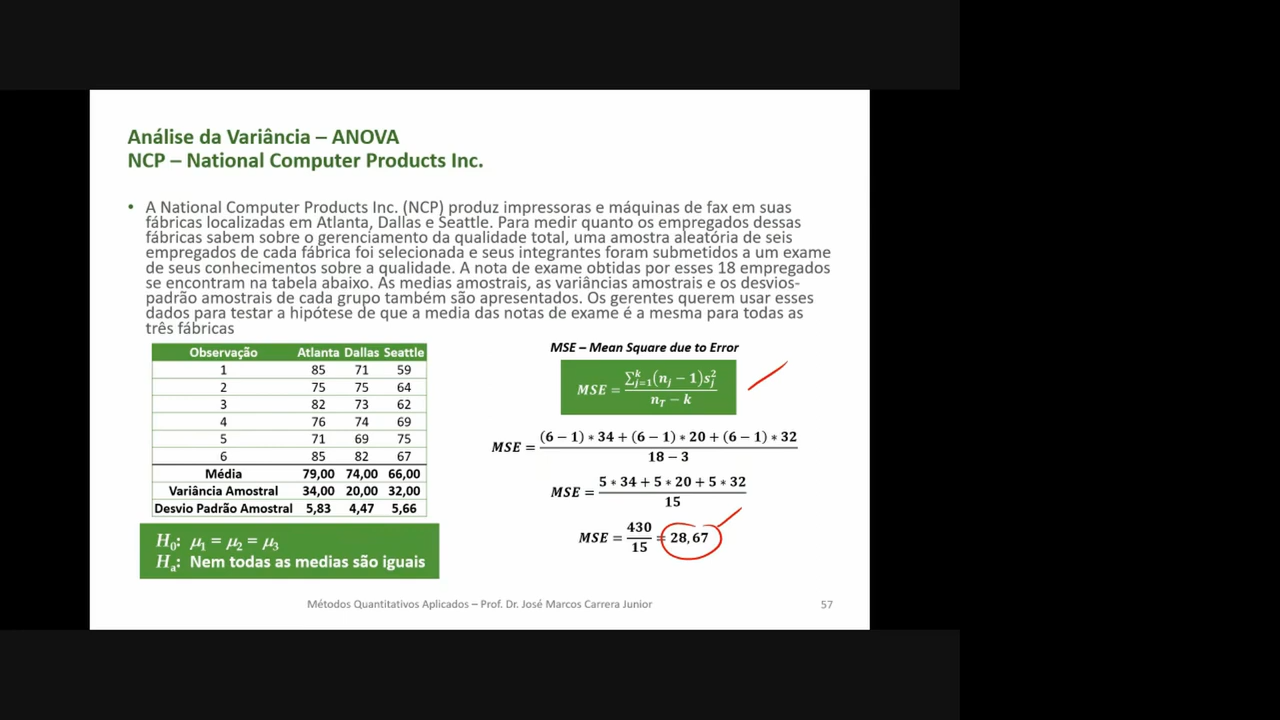 Análise da Variância – ANOVA
NCP – National Computer Products Inc.
• A National Computer Products Inc. (NCP) produz impressoras e máquinas de fax em suas
fábricas localizadas em Atlanta, Dallas e Seattle. Para medir quanto os empregados dessas
fábricas sabem sobre o gerenciamento da qualidade total, uma amostra aleatória de seis
empregados de cada fábrica foi selecionada e seus integrantes foram submetidos a um exame
de seus conhecimentos sobre a qualidade. A nota de exame obtidas por esses 18 empregados
se encontram na tabela abaixo. As medias amostrais, as variâncias amostrais e os desvios-
padrão amostrais de cada grupo também são apresentados. Os gerentes querem usar esses
dados para testar a hipótese de que a media das notas de exame é a mesma para todas as
três fábricas
Observação Atlanta Dallas Seattle
1 85 71 59
2 75 75 64
3 82 73 62
4 76 74 69
5 71 69 75
6 85 82 67
Média 79,00 74,00 66,00
Variância Amostral 34,00 20,00 32,00
Desvio Padrão Amostral 5,83 4,47 5,66
H₀: μ₁ = μ₂ = μ₃
Hₐ: Nem todas as medias são iguais
MSE – Mean Square due to Error
MSE = ∑ᵏⱼ₌₁(nⱼ − 1)s²ⱼ / nT − k
MSE = (6 − 1) * 34 + (6 − 1) * 20 + (6 − 1) * 32 / 18 − 3
MSE = 5 * 34 + 5 * 20 + 5 * 32 / 15
MSE = 430 / 15 = 28,67
Métodos Quantitativos Aplicados – Prof. Dr. José Marcos Carrera Junior
57